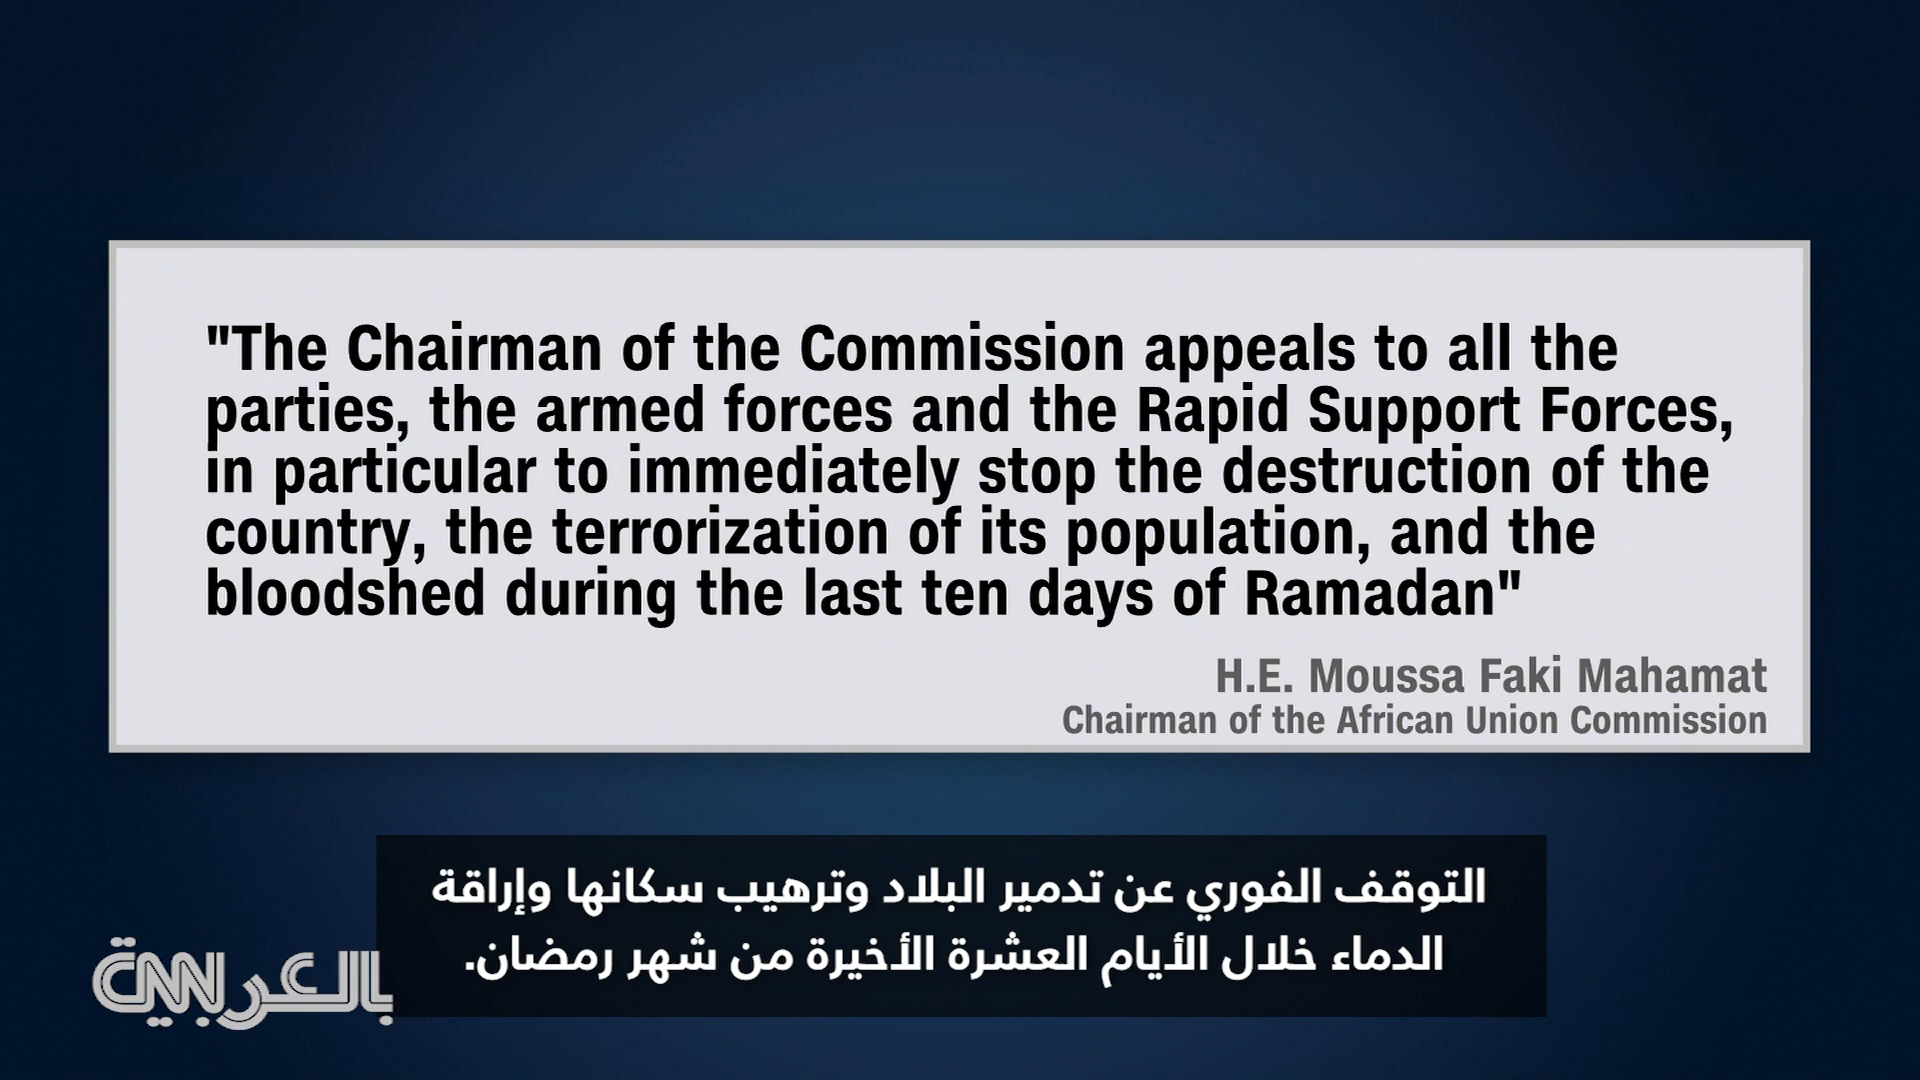 "The Chairman of the Commission appeals to all the
parties, the armed forces and the Rapid Support Forces,
in particular to immediately stop the destruction of the
country, the terrorization of its population, and the
bloodshed during the last ten days of Ramadan"
H.E. Moussa Faki Mahamat
Chairman of the African Union Commission
التوقف الفوري عن تدمير البلاد وترهيب سكانها وإراقة
الدماء خلال الأيام العشرة الأخيرة من شهر رمضان.
CNN بالعربية